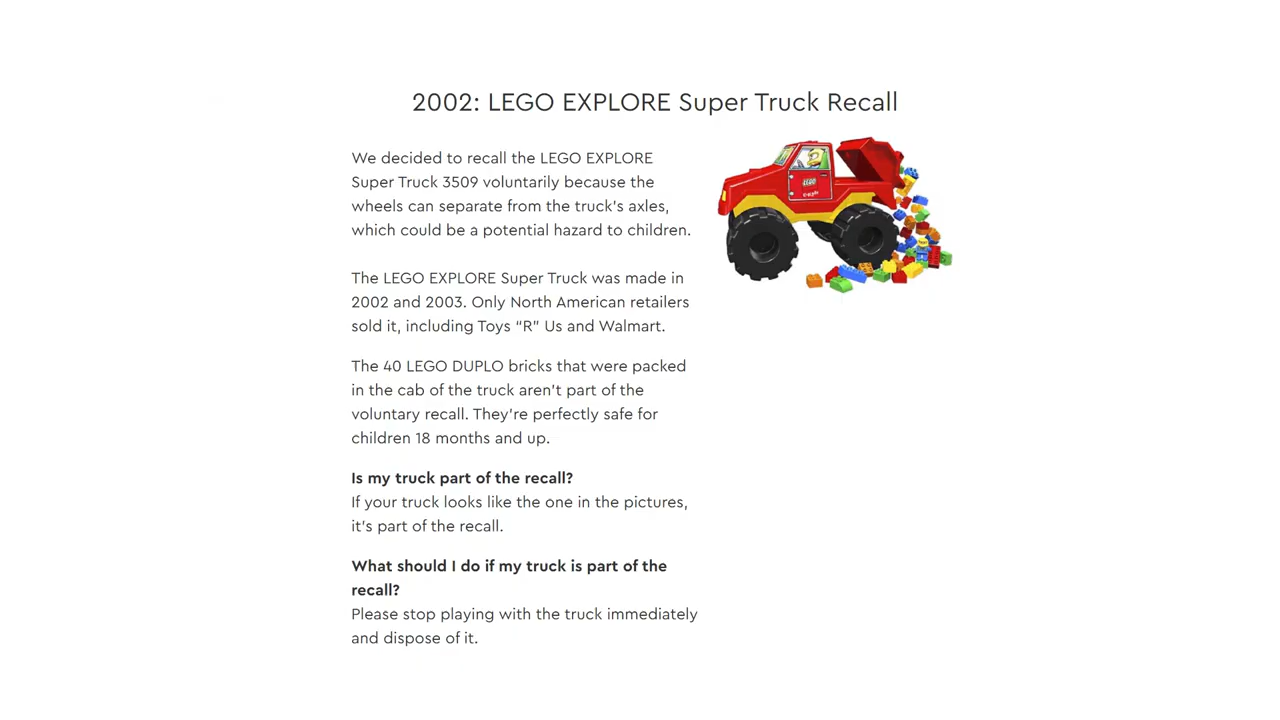 2002: LEGO EXPLORE Super Truck Recall
We decided to recall the LEGO EXPLORE
Super Truck 3509 voluntarily because the
wheels can separate from the truck's axles,
which could be a potential hazard to children.
The LEGO EXPLORE Super Truck was made in
2002 and 2003. Only North American retailers
sold it, including Toys “R” Us and Walmart.
The 40 LEGO DUPLO bricks that were packed
in the cab of the truck aren't part of the
voluntary recall. They're perfectly safe for
children 18 months and up.
Is my truck part of the recall?
If your truck looks like the one in the pictures,
it's part of the recall.
What should I do if my truck is part of the
recall?
Please stop playing with the truck immediately
and dispose of it.
LEGO